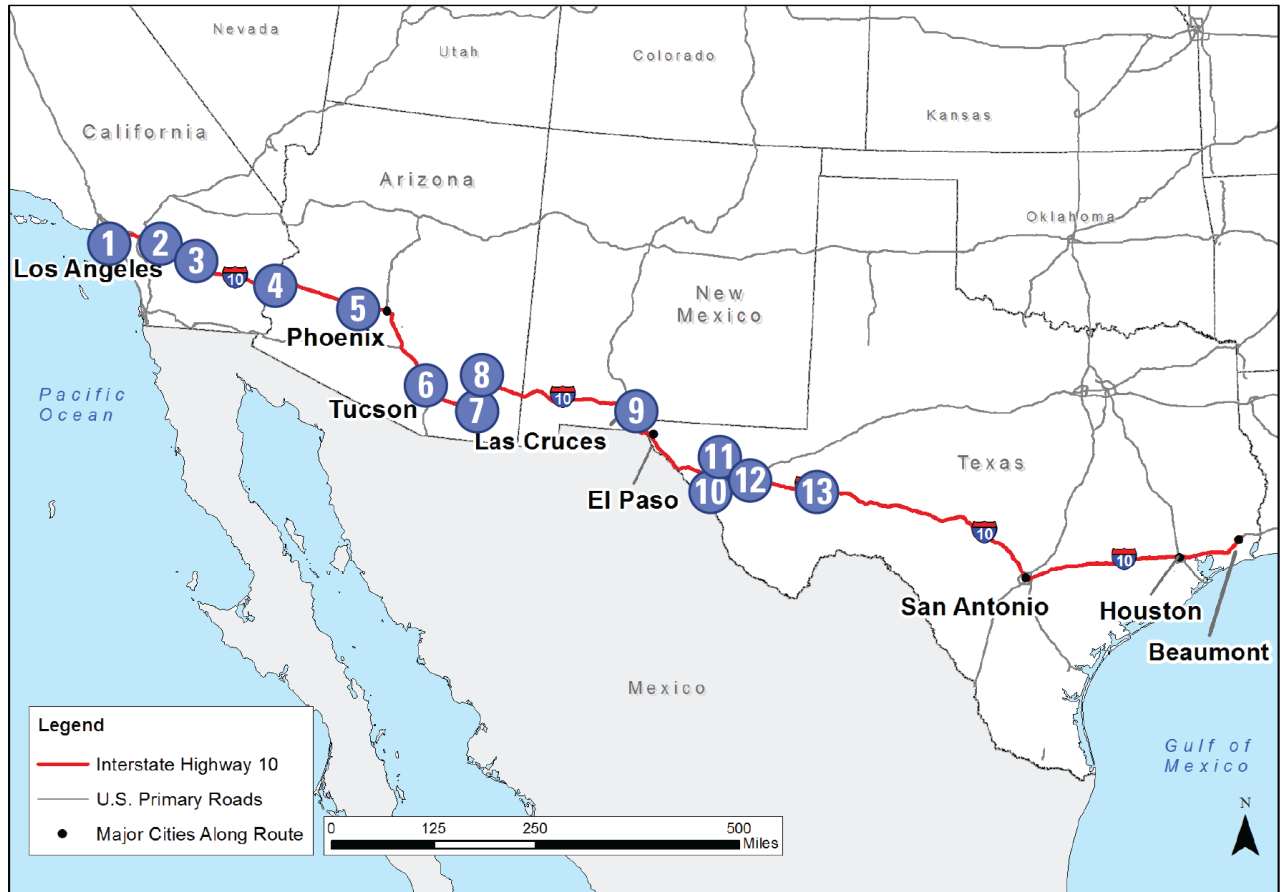 Nevada
Utah
Colorado
Kansas
California
Arizona
Oklahoma
1
2
3
Los Angeles
10
4
5
New
Mexico
Phoenix
Pacific
Ocean
6
8
7
Tucson
10
9
Las Cruces
11
12
13
10
El Paso
Texas
10
10
San Antonio
Houston
Beaumont
Mexico
Gulf of
Mexico
Legend
Interstate Highway 10
U.S. Primary Roads
Major Cities Along Route
0 125 250 500
Miles
N